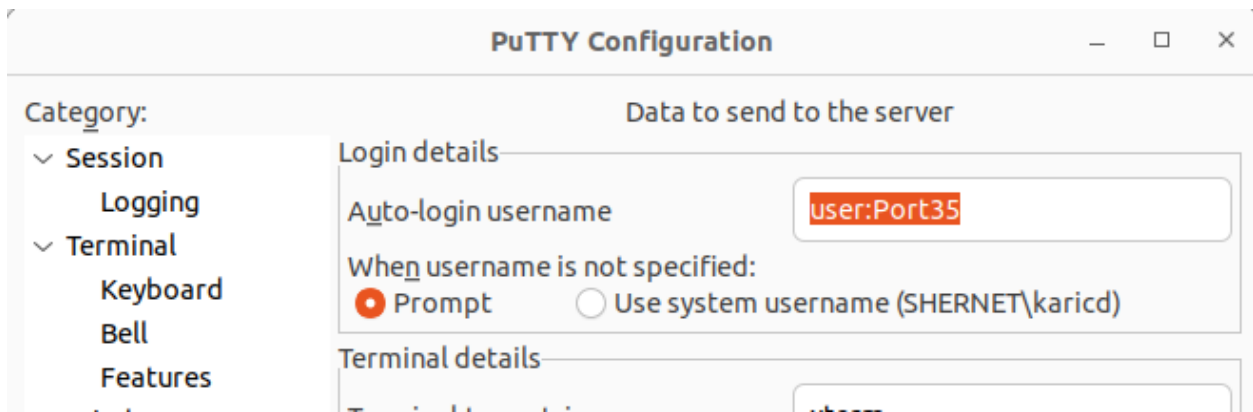 PuTTY Configuration
Category:
Session
Logging
Terminal
Keyboard
Bell
Features
Data to send to the server
Login details
Auto-login username user:Port35
When username is not specified:
Prompt Use system username (SHERNET\karicd)
Terminal details